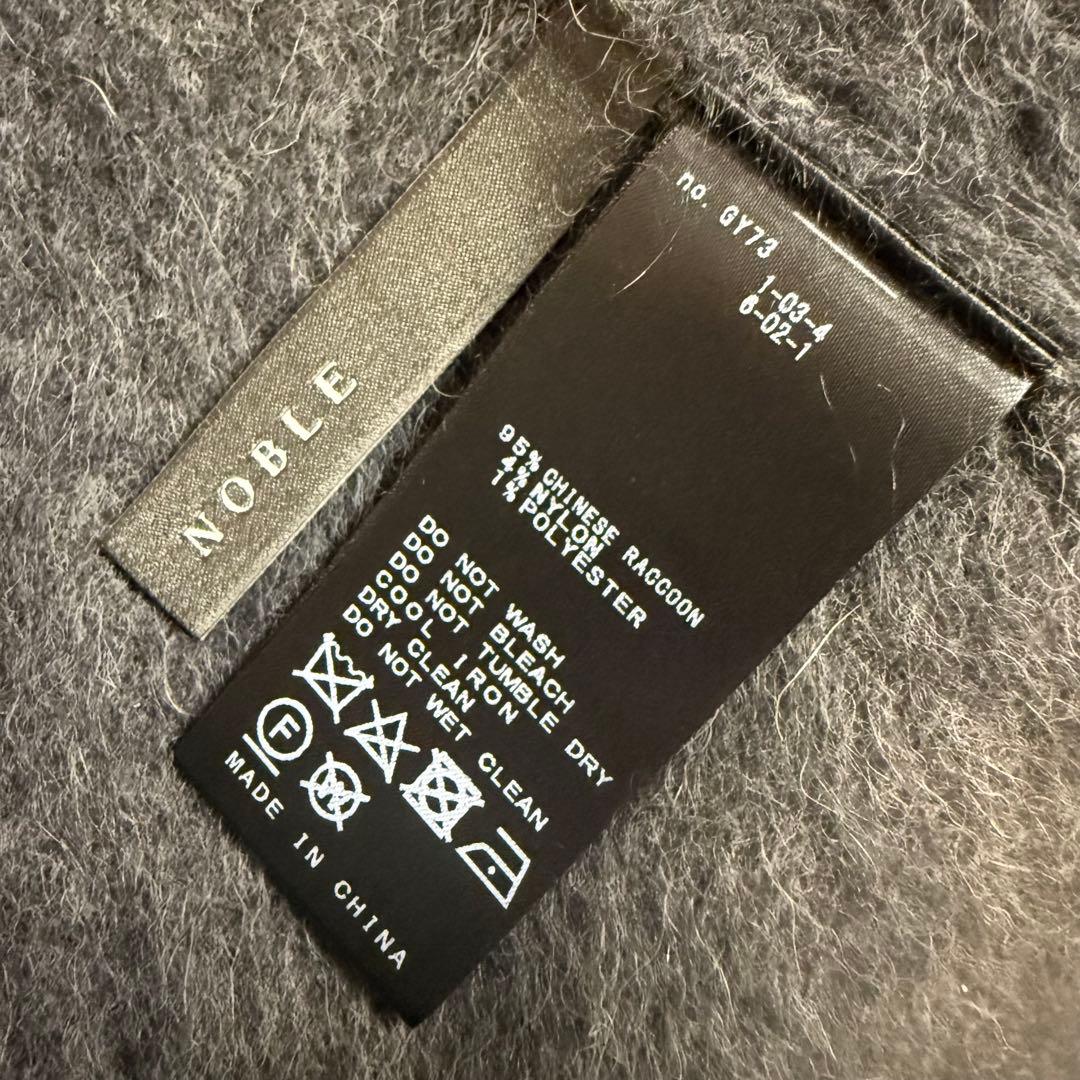 NOBLE
no. GY73
1-03-4
6-02-1
95% CHINESE RACCOON
4% NYLON
1% POLYESTER
DO NOT WASH
DO NOT BLEACH
DO NOT TUMBLE DRY
COOL IRON
DRY CLEAN
DO NOT WET CLEAN
F
W
MADE IN CHINA